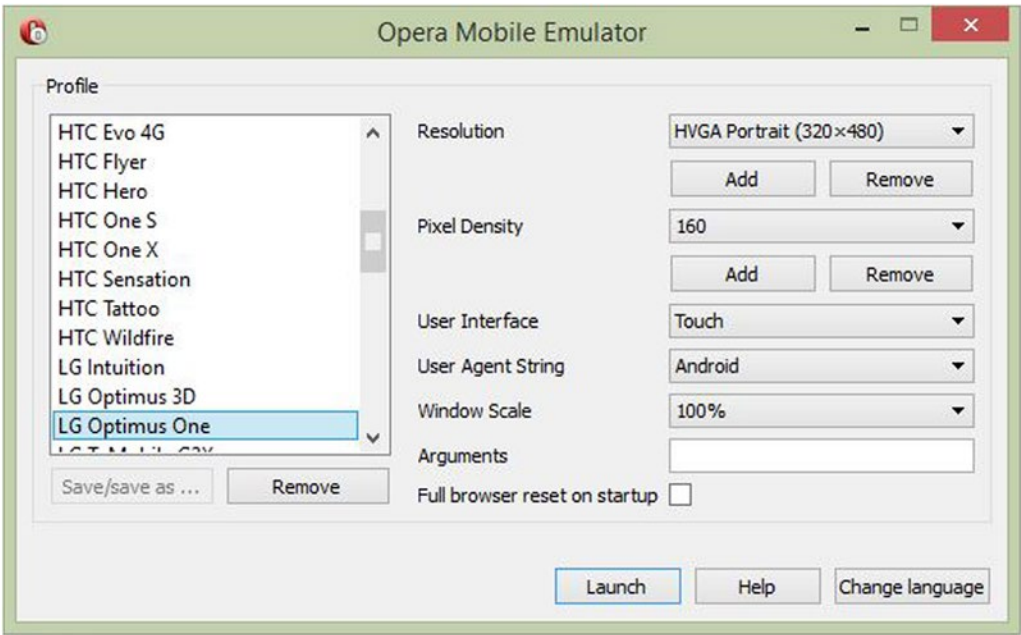 Opera Mobile Emulator
Profile
HTC Evo 4G
HTC Flyer
HTC Hero
HTC One S
HTC One X
HTC Sensation
HTC Tattoo
HTC Wildfire
LG Intuition
LG Optimus 3D
LG Optimus One
Save/save as ... Remove
Resolution HVGA Portrait (320×480)
Add Remove
Pixel Density 160
Add Remove
User Interface Touch
User Agent String Android
Window Scale 100%
Arguments
Full browser reset on startup
Launch Help Change language